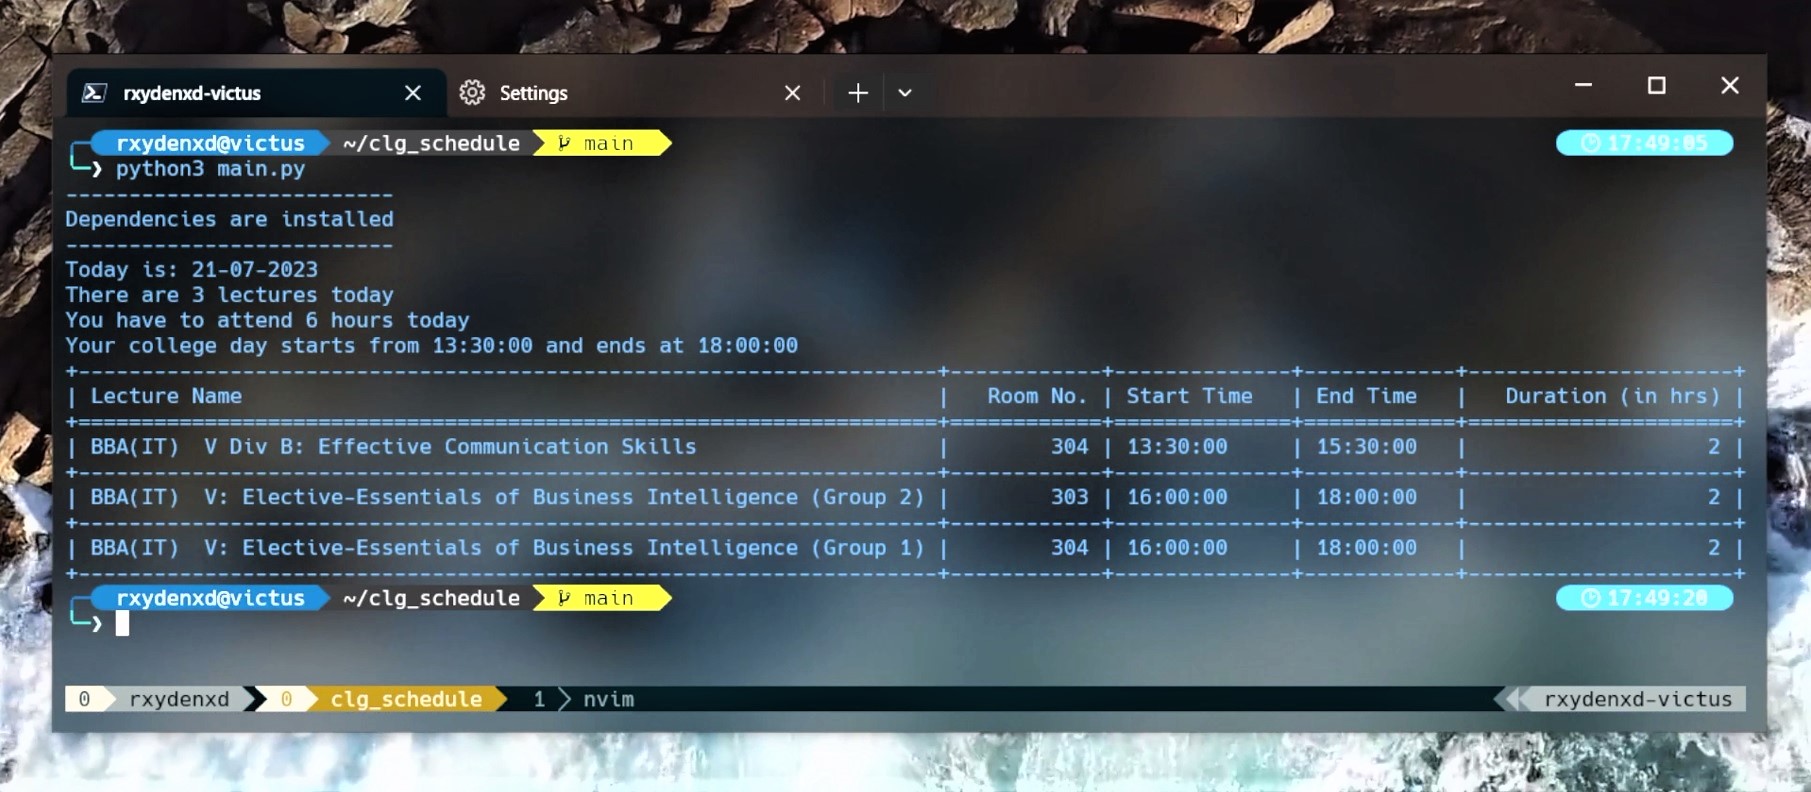 rxydenxd-victus Settings
rxydenxd@victus ~/clg_schedule main 17:49:05
python3 main.py
--------------------------
Dependencies are installed
--------------------------
Today is: 21-07-2023
There are 3 lectures today
You have to attend 6 hours today
Your college day starts from 13:30:00 and ends at 18:00:00
| Lecture Name | Room No. | Start Time | End Time | Duration (in hrs) |
| BBA(IT)  V Div B: Effective Communication Skills | 304 | 13:30:00 | 15:30:00 | 2 |
| BBA(IT)  V: Elective-Essentials of Business Intelligence (Group 2) | 303 | 16:00:00 | 18:00:00 | 2 |
| BBA(IT)  V: Elective-Essentials of Business Intelligence (Group 1) | 304 | 16:00:00 | 18:00:00 | 2 |
rxydenxd@victus ~/clg_schedule main 17:49:20
0 rxydenxd 0 clg_schedule 1 nvim rxydenxd-victus